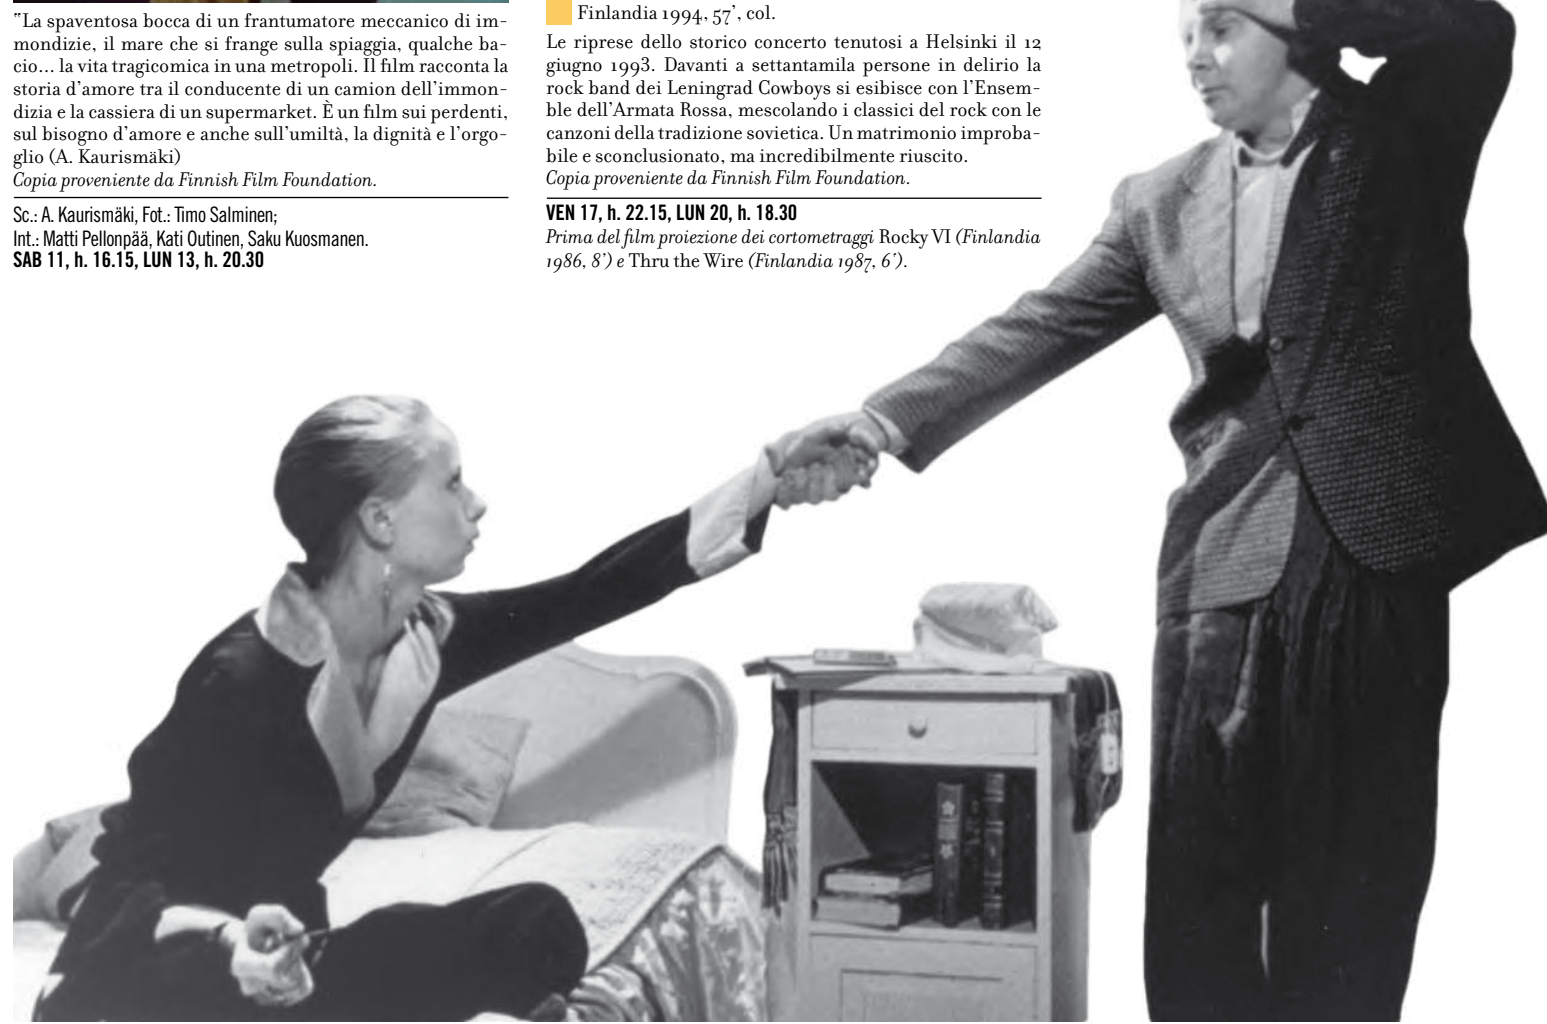 "La spaventosa bocca di un frantumatore meccanico di im-
mondizie, il mare che si frange sulla spiaggia, qualche ba-
cio... la vita tragicomica in una metropoli. Il film racconta la
storia d'amore tra il conducente di un camion dell'immon-
dizia e la cassiera di un supermarket. È un film sui perdenti,
sul bisogno d'amore e anche sull'umiltà, la dignità e l'orgo-
glio (A. Kaurismäki)
Copia proveniente da Finnish Film Foundation.
Sc.: A. Kaurismäki, Fot.: Timo Salminen;
Int.: Matti Pellonpää, Kati Outinen, Saku Kuosmanen.
SAB 11, h. 16.15, LUN 13, h. 20.30
Finlandia 1994, 57', col.
Le riprese dello storico concerto tenutosi a Helsinki il 12
giugno 1993. Davanti a settantamila persone in delirio la
rock band dei Leningrad Cowboys si esibisce con l'Ensem-
ble dell'Armata Rossa, mescolando i classici del rock con le
canzoni della tradizione sovietica. Un matrimonio improba-
bile e sconclusionato, ma incredibilmente riuscito.
Copia proveniente da Finnish Film Foundation.
VEN 17, h. 22.15, LUN 20, h. 18.30
Prima del film proiezione dei cortometraggi Rocky VI (Finlandia
1986, 8') e Thru the Wire (Finlandia 1987, 6').